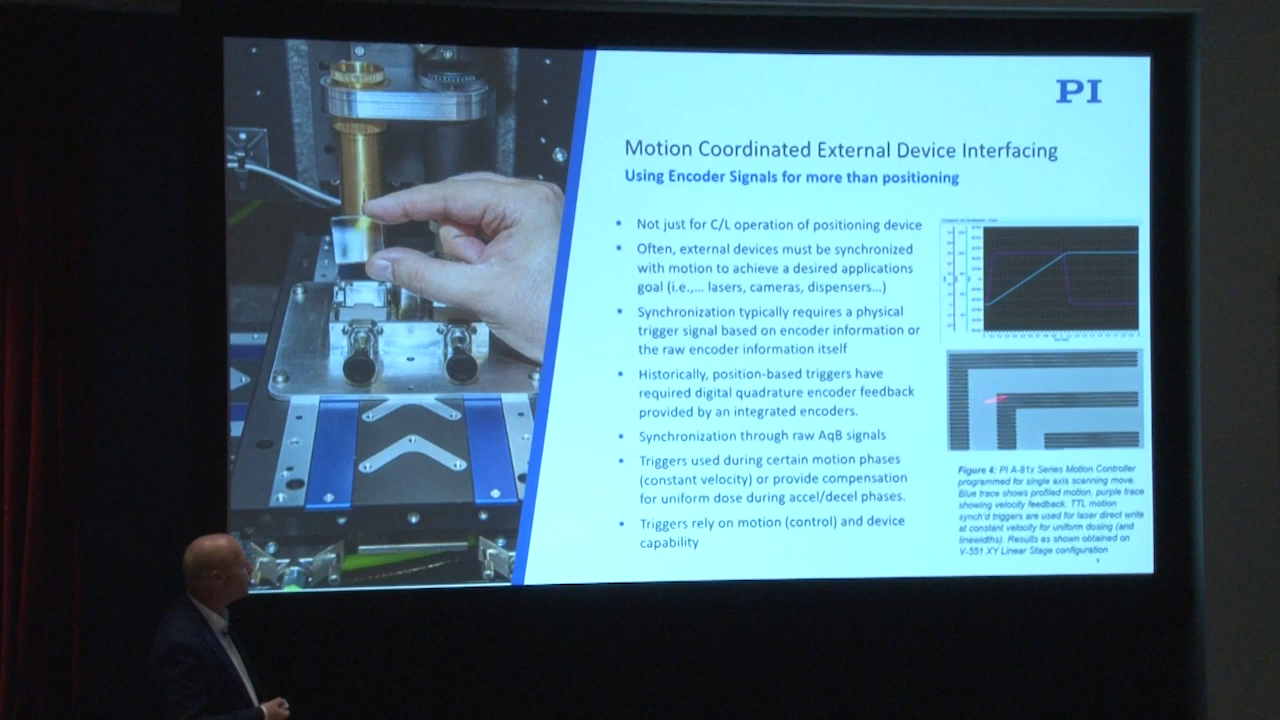 PI
Motion Coordinated External Device Interfacing
Using Encoder Signals for more than positioning
Not just for C/L operation of positioning device
Often, external devices must be synchronized
with motion to achieve a desired applications
goal (i.e.,... lasers, cameras, dispensers...)
Synchronization typically requires a physical
trigger signal based on encoder information or
the raw encoder information itself
Historically, position-based triggers have
required digital quadrature encoder feedback
provided by an integrated encoders.
Synchronization through raw AqB signals
Triggers used during certain motion phases
(constant velocity) or provide compensation
for uniform dose during accel/decel phases.
Triggers rely on motion (control) and device
capability
Figure 4: PI A-81x Series Motion Controller
programmed for single axis scanning move.
Blue trace shows profiled motion, purple trace
showing velocity feedback. TTL motion
synch'd triggers are used for laser direct write
at constant velocity for uniform dosing (and
linewidths). Results as shown obtained on
V-551 XY Linear Stage configuration